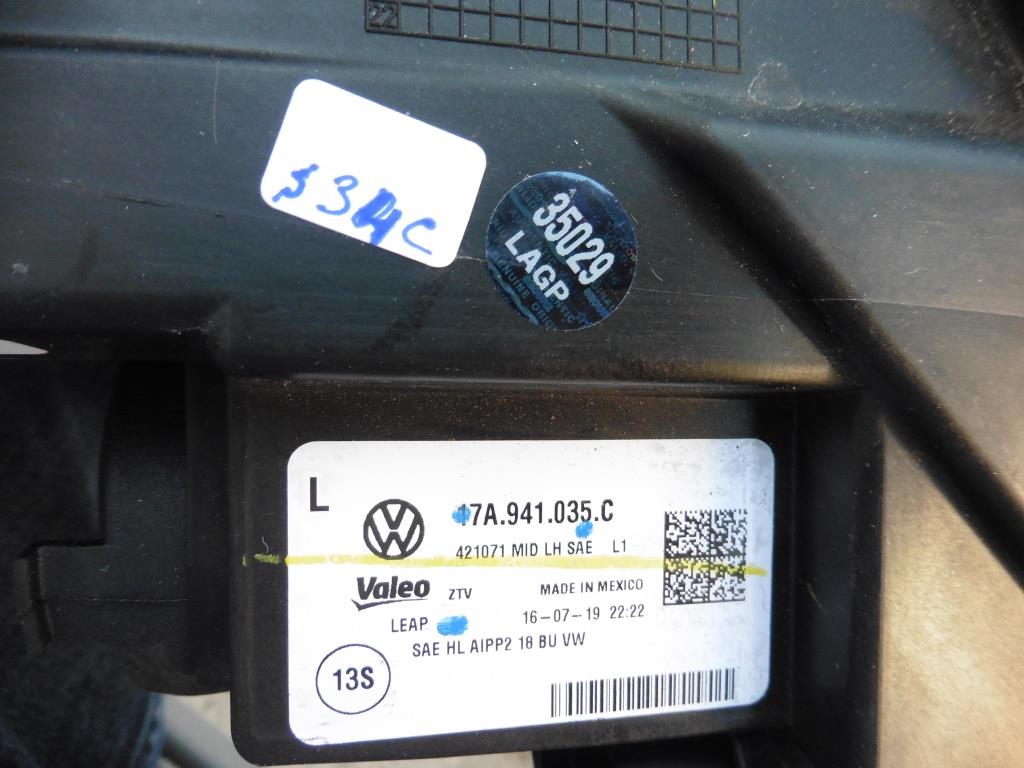 22
35029
LAGP
L
17A.941.035.C
421071 MID LH SAE L1
Valeo ZTV MADE IN MEXICO
LEAP 16-07-19 22:22
SAE HL AIPP2 18 BU VW
13S